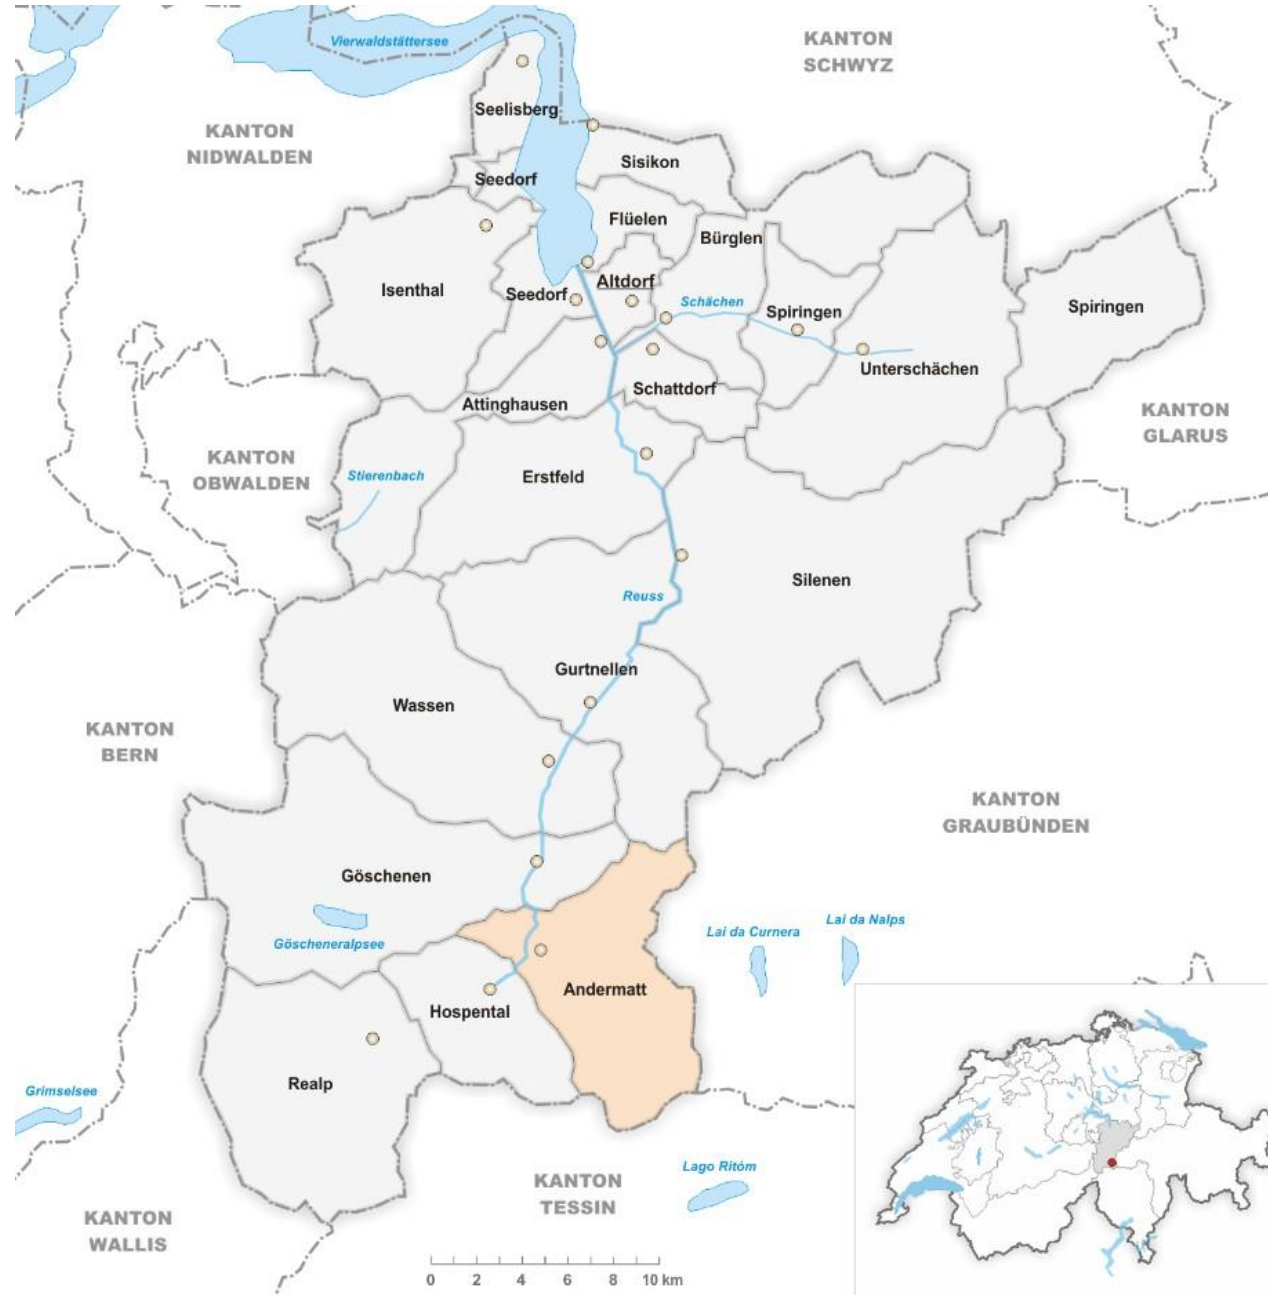 Vierwaldstättersee
KANTON
SCHWYZ
Seelisberg
KANTON
NIDWALDEN
Sisikon
Seedorf
Flüelen
Bürglen
Isenthal
Altdorf
Seedorf
Schächen
Spiringen
Spiringen
Unterschächen
Schattdorf
Attinghausen
KANTON
GLARUS
KANTON
OBWALDEN
Stierenbach
Erstfeld
Silenen
Reuss
Gurtnellen
Wassen
KANTON
BERN
KANTON
GRAUBÜNDEN
Göschenen
Göscheneralpsee
Lai da Curnera
Lai da Nalps
Andermatt
Hospental
Realp
Grimselsee
Lago Ritóm
KANTON
TESSIN
KANTON
WALLIS
0 2 4 6 8 10 km